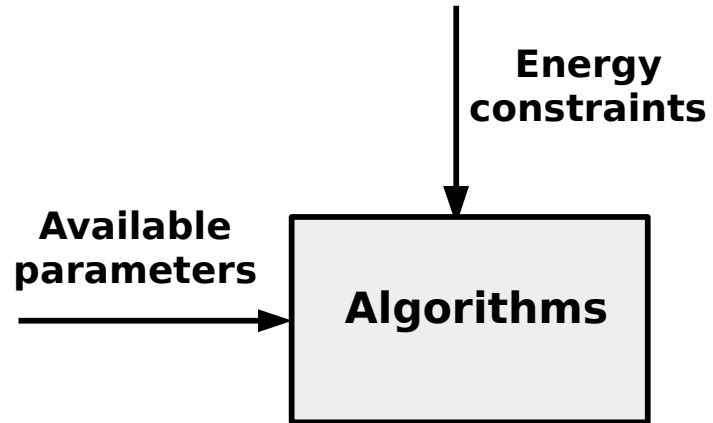 Energy
constraints
Available
parameters
Algorithms